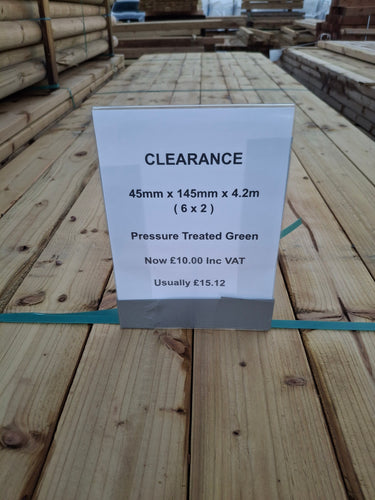 CLEARANCE
45mm x 145mm x 4.2m
( 6 x 2 )
Pressure Treated Green
Now £10.00 Inc VAT
Usually £15.12